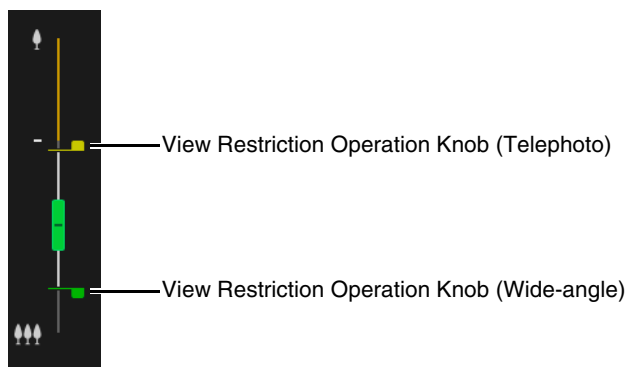 View Restriction Operation Knob (Telephoto)
View Restriction Operation Knob (Wide-angle)